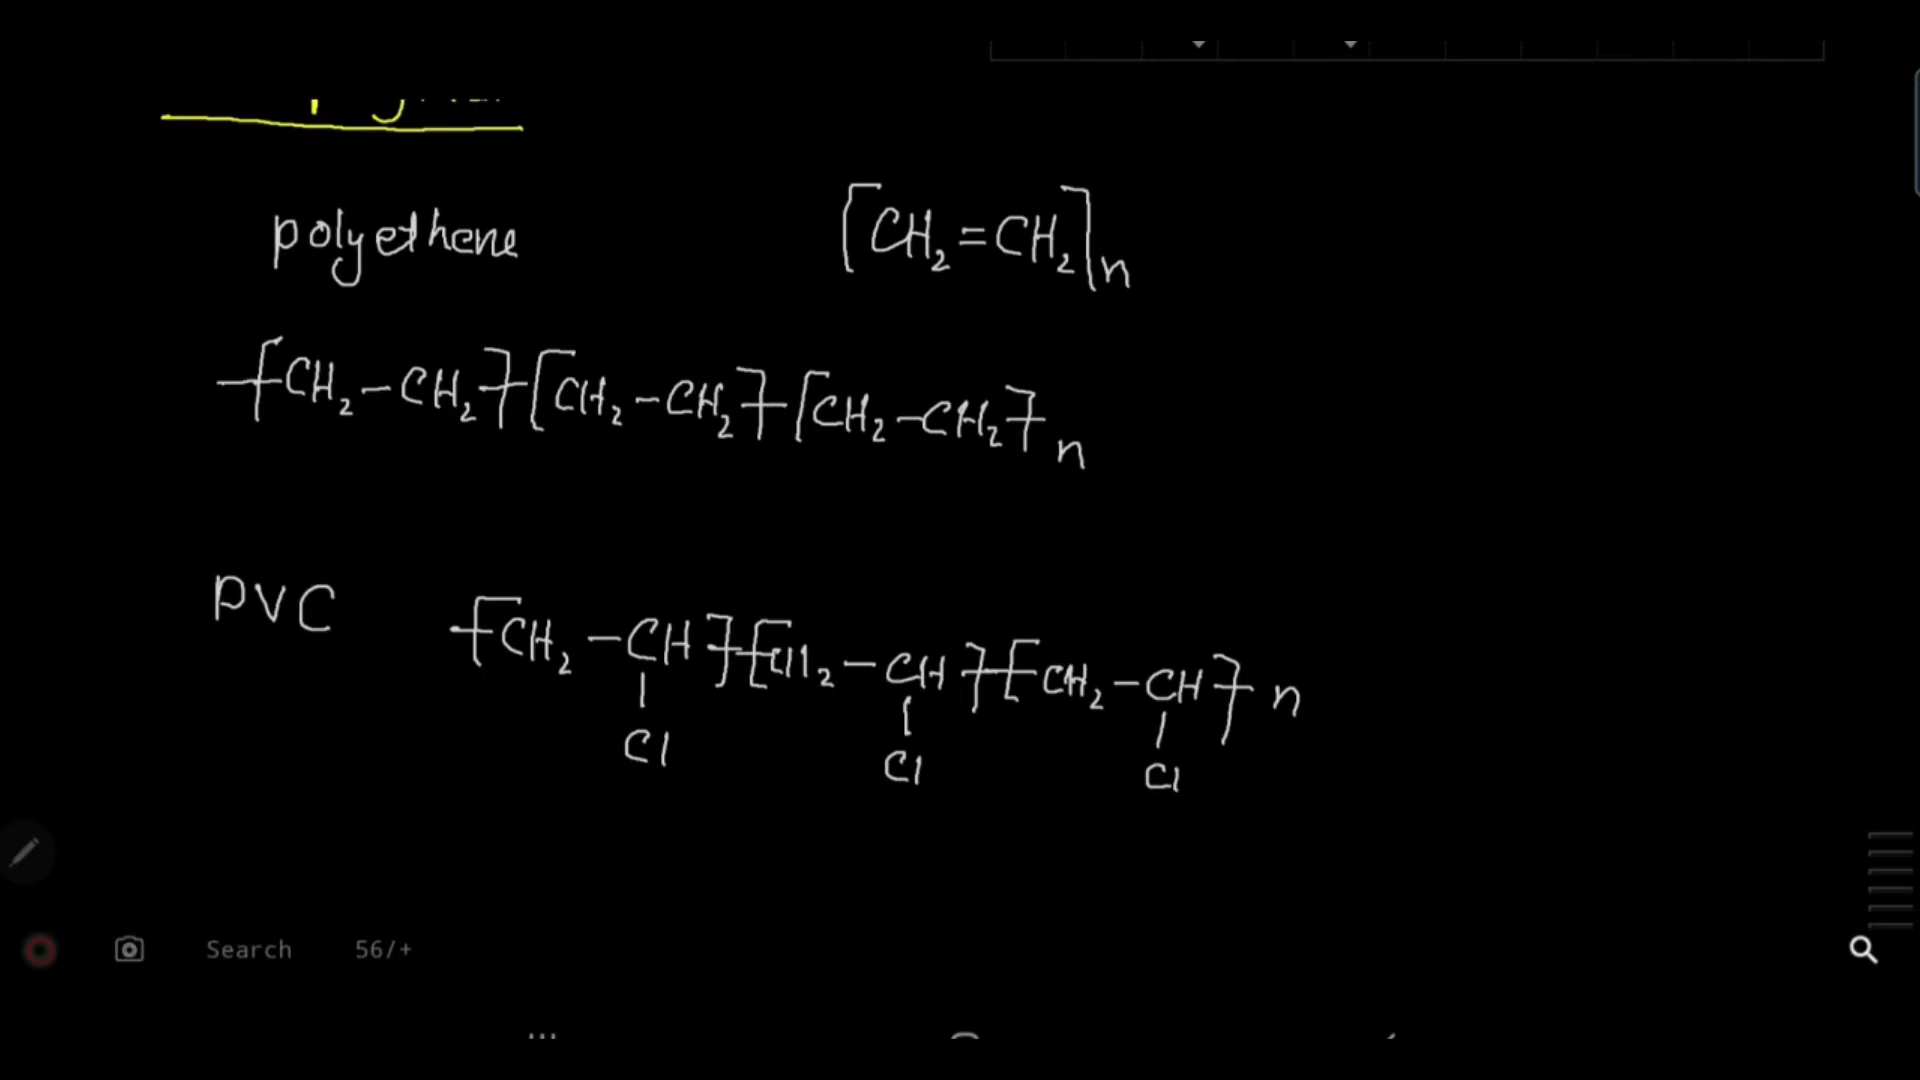 polyethene [CH₂=CH₂]n
-[CH₂-CH₂]-[CH₂-CH₂]-[CH₂-CH₂]-n
PVC -[CH₂-CH]-[CH₂-CH]-[CH₂-CH]-n
Cl Cl Cl
Search 56/+